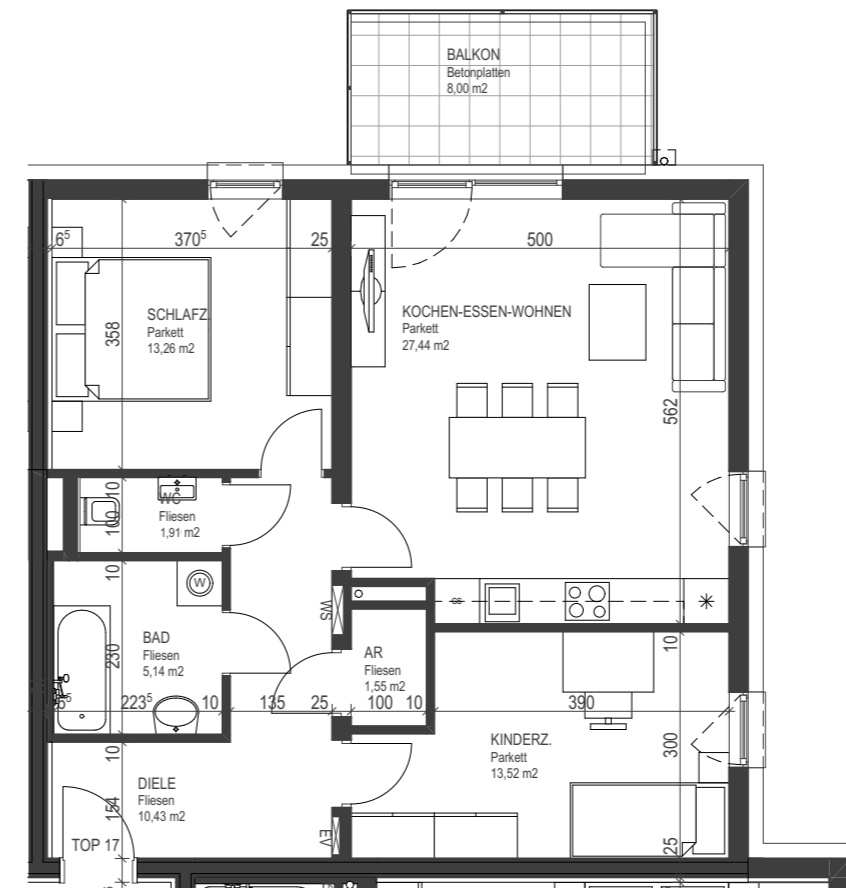 BALKON
Betonplatten
8,00 m2
6⁵
370⁵
25
500
SCHLAFZ.
Parkett
13,26 m2
358
KOCHEN-ESSEN-WOHNEN
Parkett
27,44 m2
562
10
100
WC
Fliesen
1,91 m2
10
W
GS
WS
BAD
Fliesen
5,14 m2
230
AR
Fliesen
1,55 m2
10
6⁵
223⁵
10
135
25
100
10
390
KINDERZ.
Parkett
13,52 m2
300
10
DIELE
Fliesen
10,43 m2
154
TOP 17
EV
25